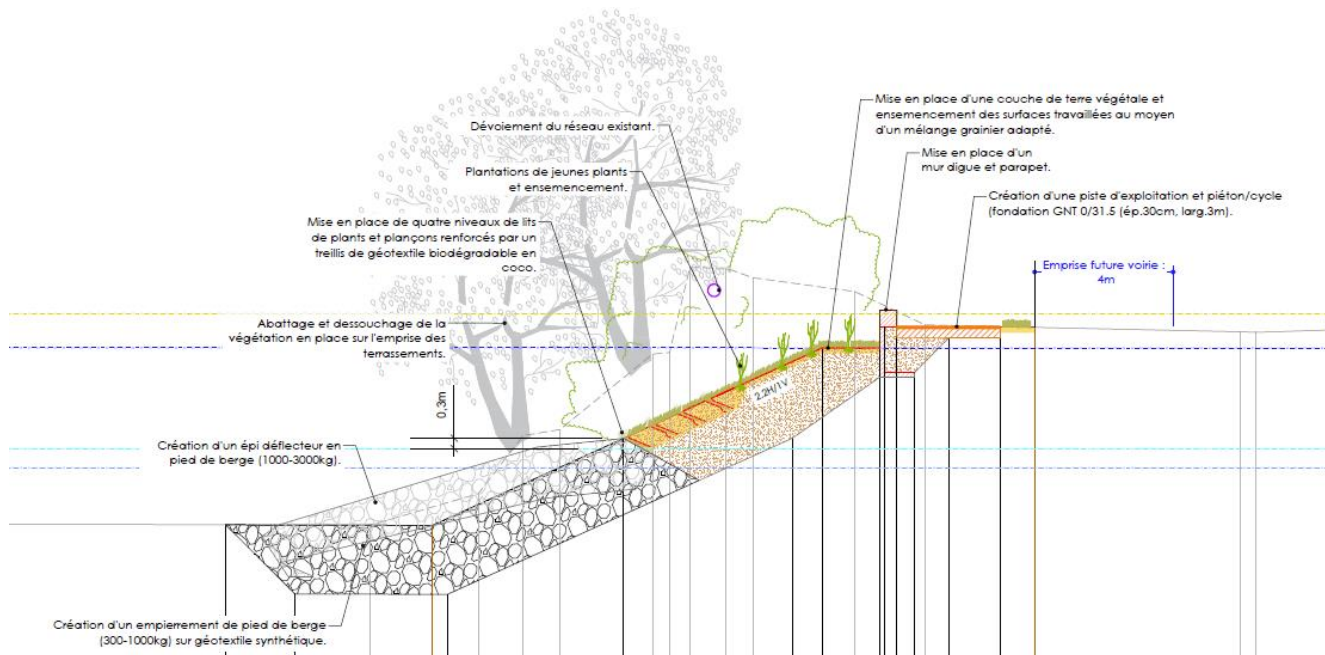 Mise en place d'une couche de terre végétale et
ensemencement des surfaces travaillées au moyen
d'un mélange grainier adapté.
Dévoiement du réseau existant.
Mise en place d'un
mur digue et parapet.
Plantations de jeunes plants
et ensemencement.
Création d'une piste d'exploitation et piéton/cycle
(fondation GNT 0/31.5 (ép.30cm, larg.3m).
Mise en place de quatre niveaux de lits
de plants et plançons renforcés par un
treillis de géotextile biodégradable en
coco.
Emprise future voirie :
4m
Abattage et dessouchage de la
végétation en place sur l'emprise des
terrassements.
2.2H/1V
0,3m
Création d'un épi déflecteur en
pied de berge (1000-3000kg).
Création d'un empierrement de pied de berge
(300-1000kg) sur géotextile synthétique.